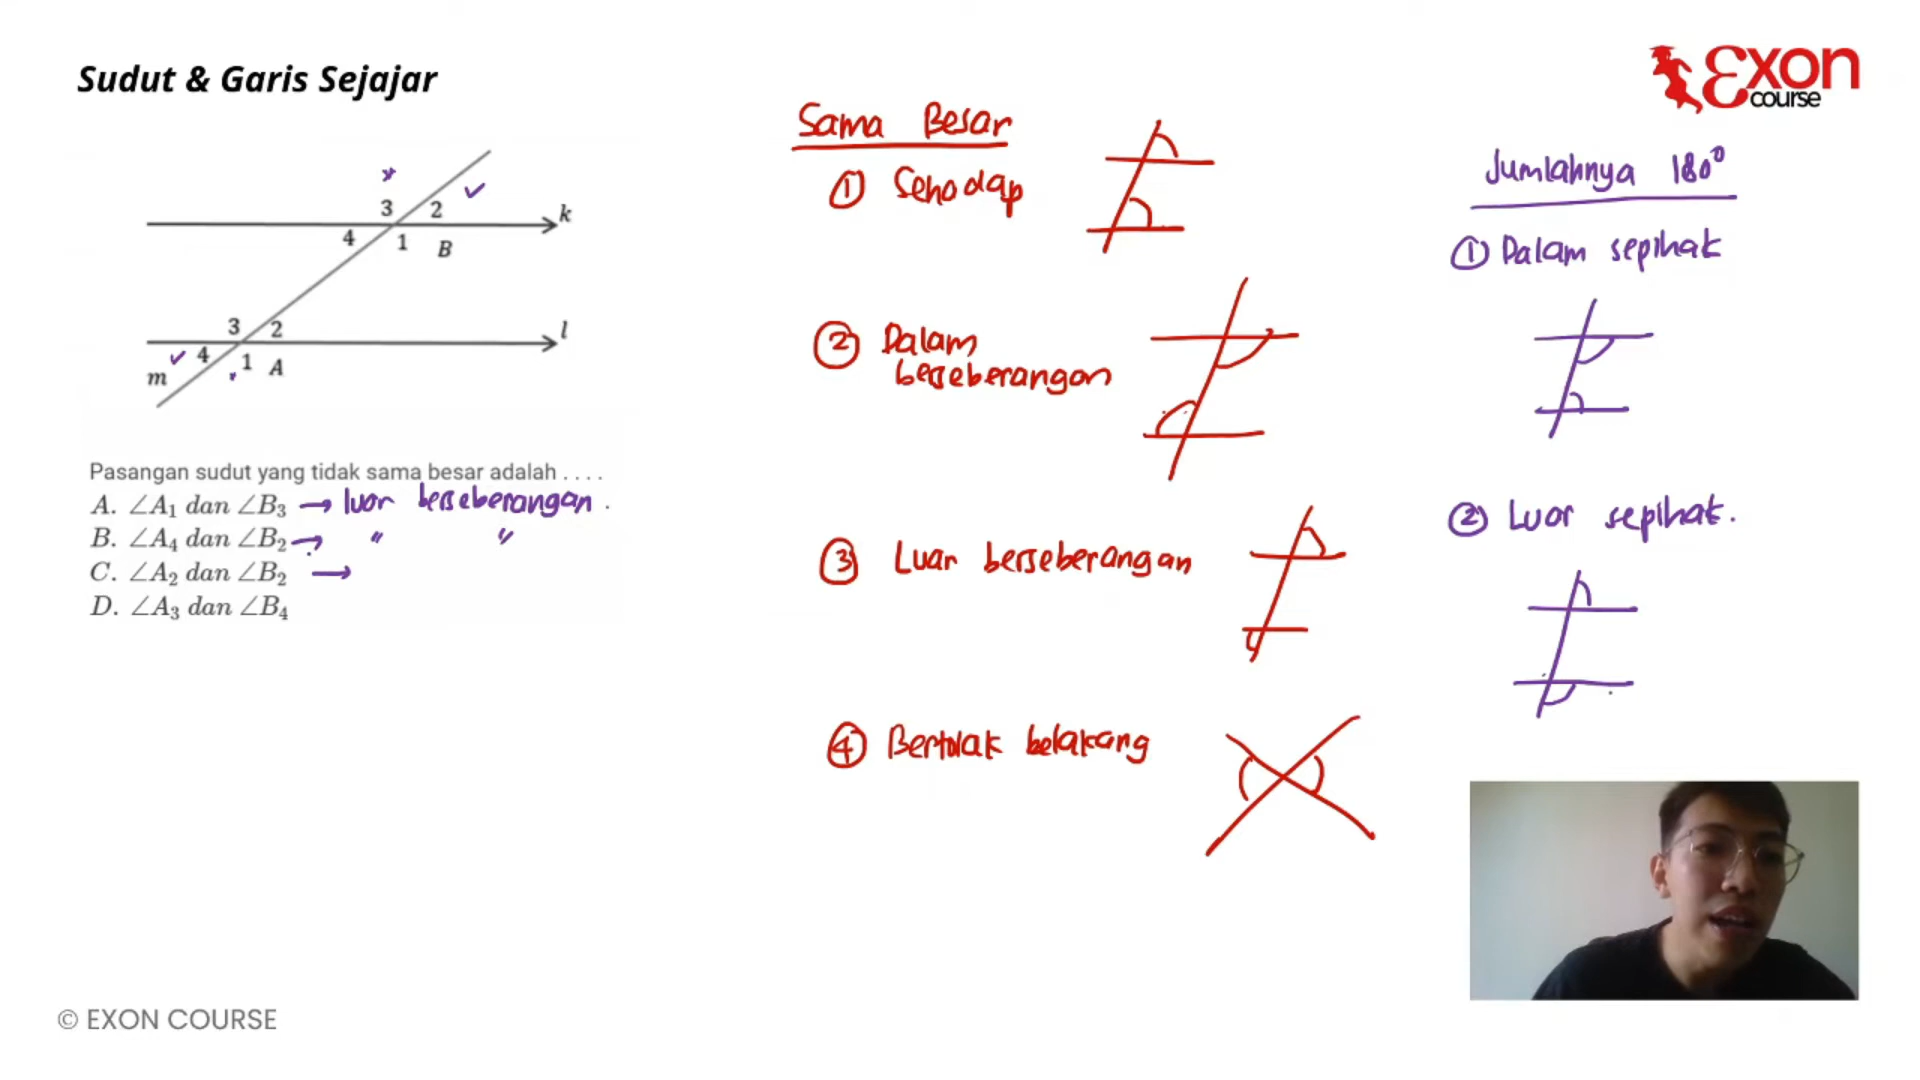 Sudut & Garis Sejajar
Exon
course
3 2
k
4 1 B
3 2
l
4 1 A
m
Pasangan sudut yang tidak sama besar adalah . . . .
A. ∠A₁ dan ∠B₃ → luar berseberangan .
B. ∠A₄ dan ∠B₂ → " "
C. ∠A₂ dan ∠B₂ →
D. ∠A₃ dan ∠B₄
Sama Besar
① Sehadap
② Dalam
berseberangan
③ Luar berseberangan
④ Bertolak belakang
Jumlahnya 180°
① Dalam sepihak
② Luar sepihak.
© EXON COURSE